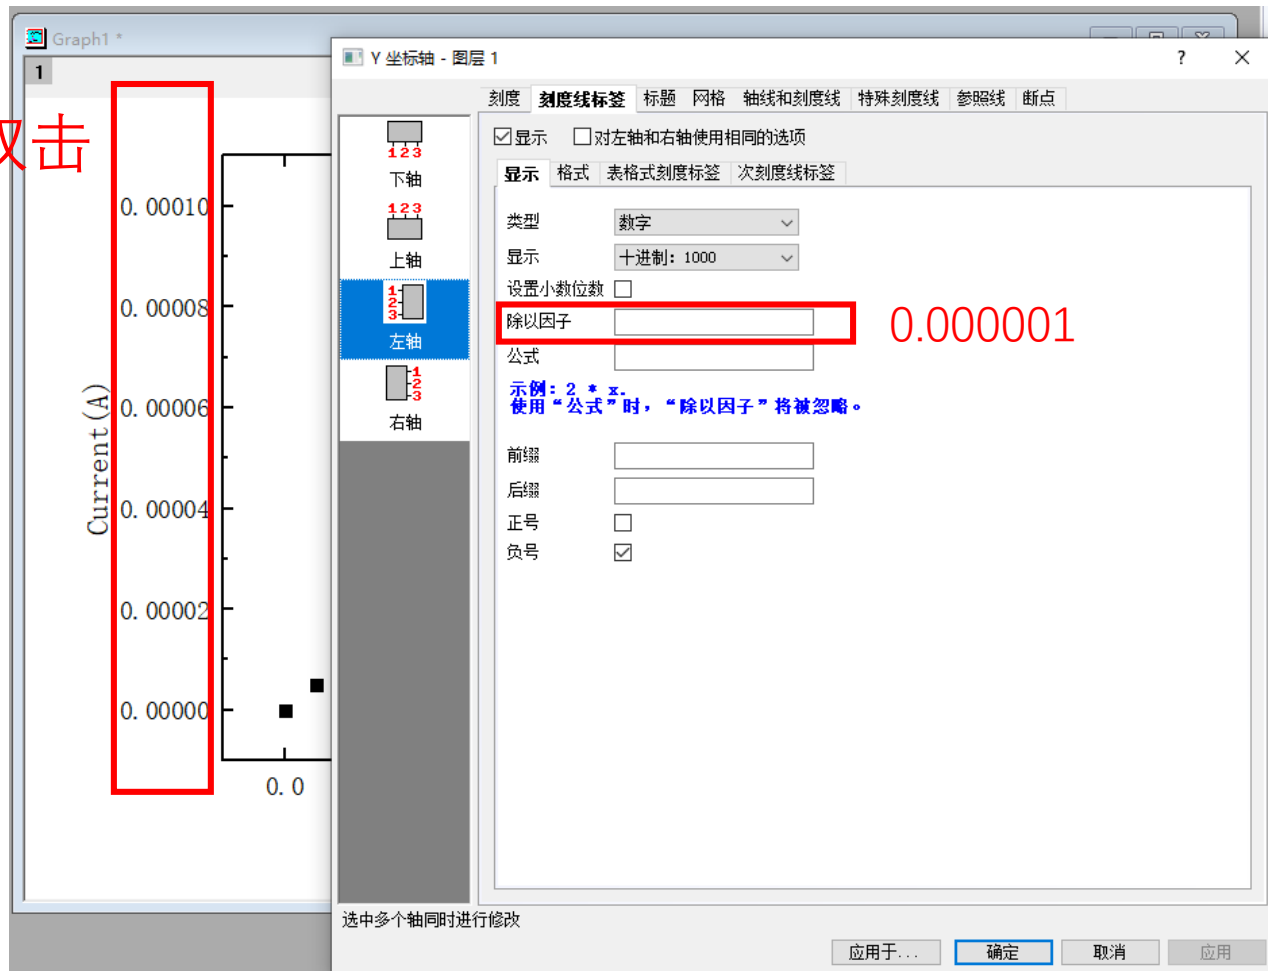 Graph1 *
1
双击
0.00010
0.00008
0.00006
0.00004
0.00002
0.00000
Current(A)
0.0
Y 坐标轴 - 图层 1
?
刻度 刻度线标签 标题 网格 轴线和刻度线 特殊刻度线 参照线 断点
123
下轴
123
上轴
1
2
3
左轴
1
2
3
右轴
显示 对左轴和右轴使用相同的选项
显示 格式 表格式刻度标签 次刻度线标签
类型 数字
显示 十进制: 1000
设置小数位数
除以因子
0.000001
公式
示例: 2 * x.
使用“公式”时,“除以因子”将被忽略。
前缀
后缀
正号
负号
选中多个轴同时进行修改
应用于... 确定 取消 应用